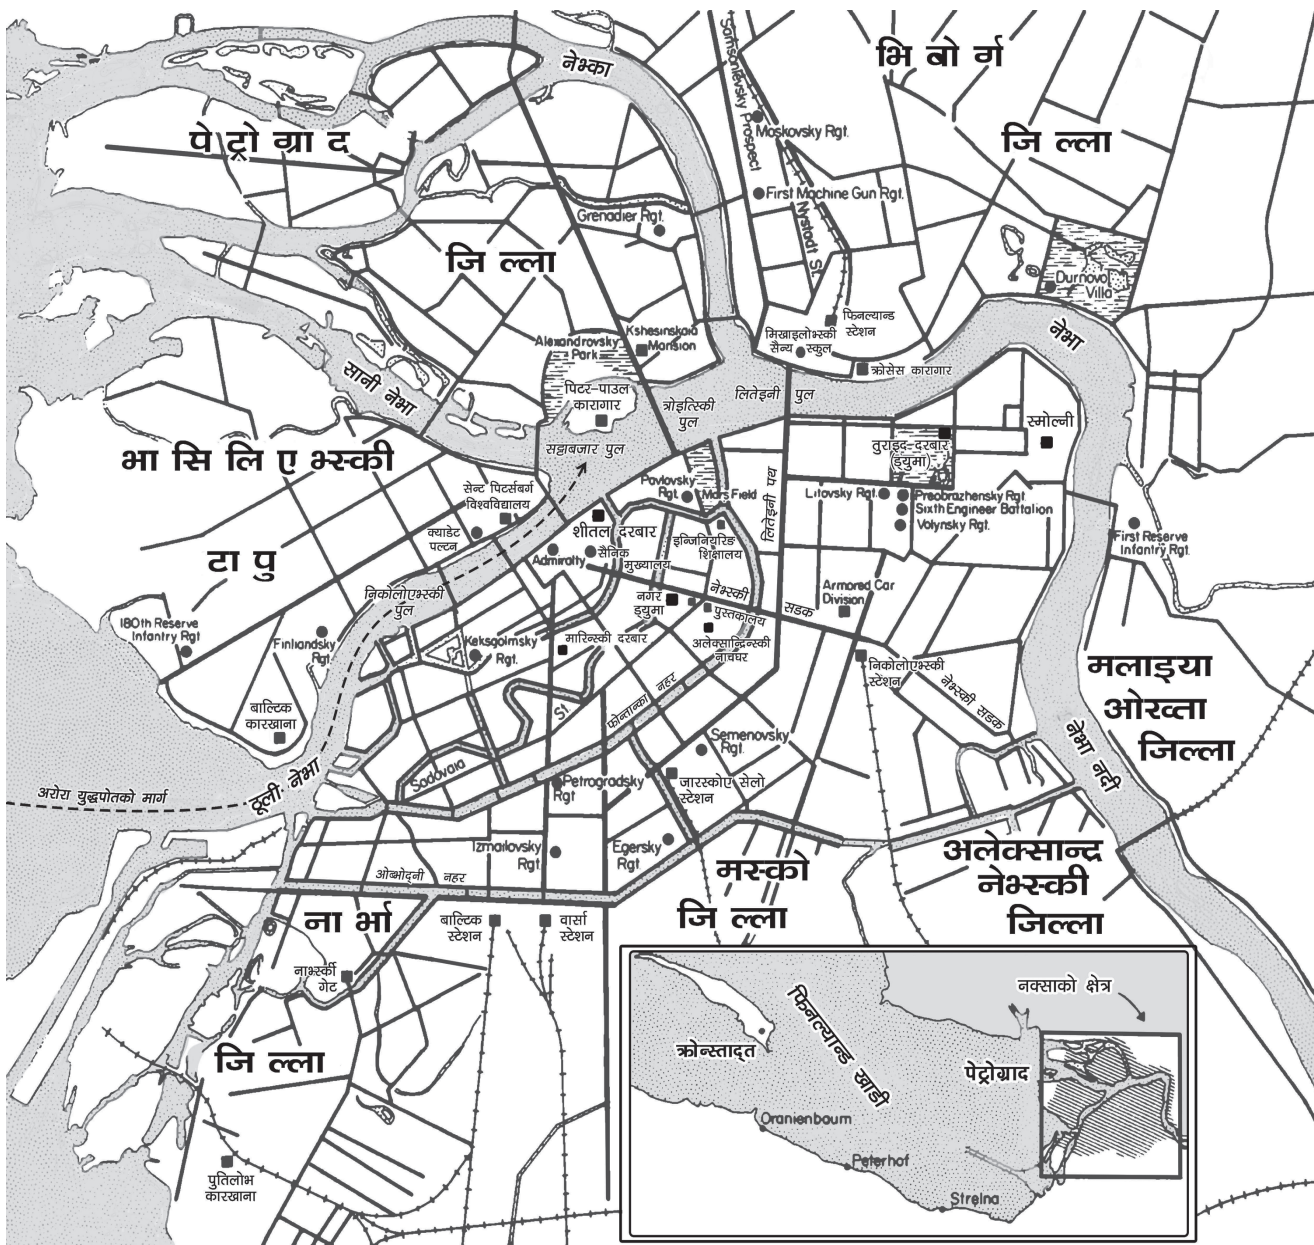 नेभ्का
भि बो र्ग
जि ल्ला
पे ट्रो ग्रा द
जि ल्ला
Samsonievsky Prospect
Moskovsky Rgt.
First Machine Gun Rgt.
Nystadt St.
Grenadier Rgt.
Durnovo
Villa
फिनल्यान्ड
स्टेशन
मिखाइलोभ्स्की
सैन्य स्कुल
क्रोसेस कारागार
नेभा
Kshesinskaia
Mansion
Alexandrovsky
Park
पिटर-पाउल
कारागार
सानी नेभा
त्रोइत्स्की
पुल
लितेइनी पुल
सट्टाबजार पुल
भा सि लि ए भ्स्की
टा पु
सेन्ट पिटर्सबर्ग
विश्वविद्यालय
क्याडेट
पल्टन
स्मोल्नी
तुराइद-दरबार
(ड्युमा)
Litovsky Rgt.
Preobrazhensky Rgt
Sixth Engineer Battalion
Volynsky Rgt.
First Reserve
Infantry Rgt.
Pavlovsky
Rgt.
Mars Field
लितेइनी पथ
शीतल दरबार
Admiralty
सैनिक
मुख्यालय
इन्जिनियरिङ
शिक्षालय
नेभ्स्की
सडक
नगर
ड्युमा
पुस्तकालय
अलेक्सान्द्रिन्स्की
नाचघर
Armored Car
Division
निकोलोएभ्स्की
पुल
180th Reserve
Infantry Rgt
Finliandsky
Rgt.
Keksgolmsky
Rgt.
मारिन्स्की दरबार
निकोलोएभ्स्की
स्टेशन
नेभ्स्की सडक
मलाइया
ओख्ता
जिल्ला
बाल्टिक
कारखाना
फोन्तान्का नहर
Sadovaia
St.
Semenovsky
Rgt.
Petrogradsky
Rgt
जारस्कोए सेलो
स्टेशन
नेभा नदी
ठूली नेभा
अरोरा युद्धपोतको मार्ग
Izmailovsky
Rgt
Egersky
Rgt
ओब्भोद्नी नहर
मस्को
जि ल्ला
अलेक्सान्द्र
नेभ्स्की
जिल्ला
ना र्भा
जि ल्ला
बाल्टिक
स्टेशन
वार्सा
स्टेशन
नार्भ्स्की
गेट
पुतिलोभ
कारखाना
नक्साको क्षेत्र
क्रोन्स्ताद्त
फिनल्यान्ड खाडी
पेट्रोग्राद
Oranienbaum
Peterhof
Strelna